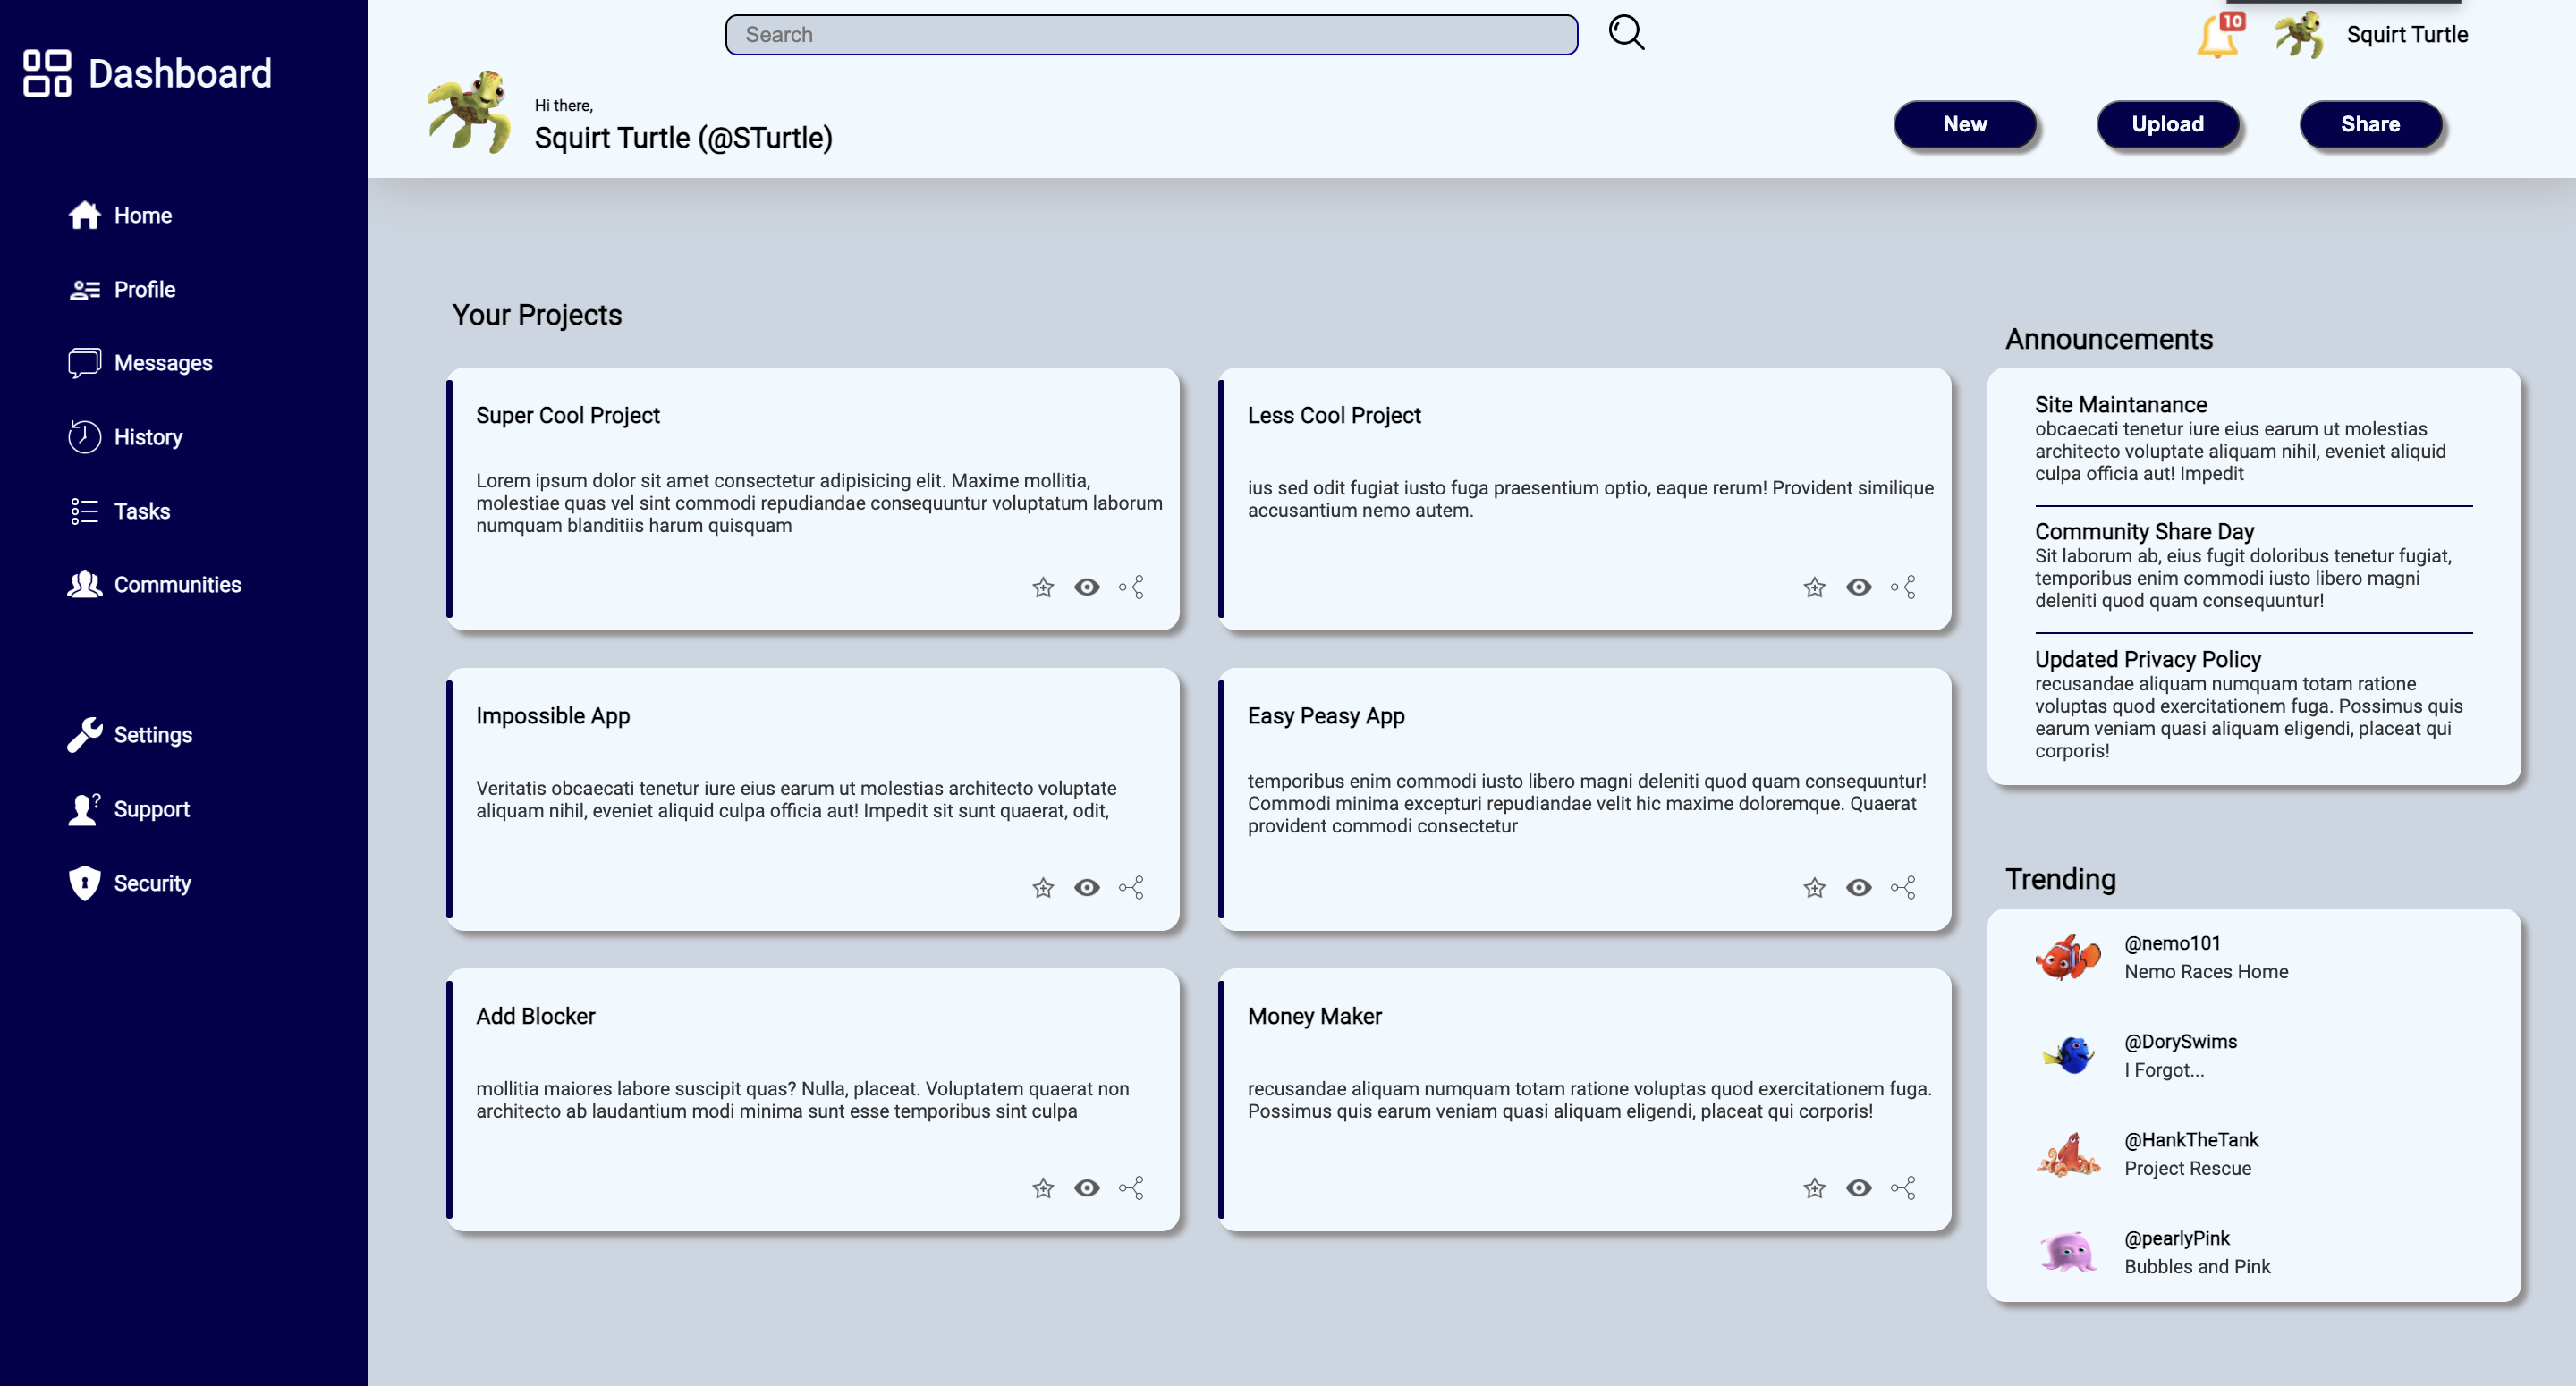 Dashboard
Home
Profile
Messages
History
Tasks
Communities
Settings
Support
Security
Search
10
Squirt Turtle
Hi there,
Squirt Turtle (@STurtle)
New
Upload
Share
Your Projects
Super Cool Project
Lorem ipsum dolor sit amet consectetur adipisicing elit. Maxime mollitia,
molestiae quas vel sint commodi repudiandae consequuntur voluptatum laborum
numquam blanditiis harum quisquam
Less Cool Project
ius sed odit fugiat iusto fuga praesentium optio, eaque rerum! Provident similique
accusantium nemo autem.
Impossible App
Veritatis obcaecati tenetur iure eius earum ut molestias architecto voluptate
aliquam nihil, eveniet aliquid culpa officia aut! Impedit sit sunt quaerat, odit,
Easy Peasy App
temporibus enim commodi iusto libero magni deleniti quod quam consequuntur!
Commodi minima excepturi repudiandae velit hic maxime doloremque. Quaerat
provident commodi consectetur
Add Blocker
mollitia maiores labore suscipit quas? Nulla, placeat. Voluptatem quaerat non
architecto ab laudantium modi minima sunt esse temporibus sint culpa
Money Maker
recusandae aliquam numquam totam ratione voluptas quod exercitationem fuga.
Possimus quis earum veniam quasi aliquam eligendi, placeat qui corporis!
Announcements
Site Maintanance
obcaecati tenetur iure eius earum ut molestias
architecto voluptate aliquam nihil, eveniet aliquid
culpa officia aut! Impedit
Community Share Day
Sit laborum ab, eius fugit doloribus tenetur fugiat,
temporibus enim commodi iusto libero magni
deleniti quod quam consequuntur!
Updated Privacy Policy
recusandae aliquam numquam totam ratione
voluptas quod exercitationem fuga. Possimus quis
earum veniam quasi aliquam eligendi, placeat qui
corporis!
Trending
@nemo101
Nemo Races Home
@DorySwims
I Forgot...
@HankTheTank
Project Rescue
@pearlyPink
Bubbles and Pink